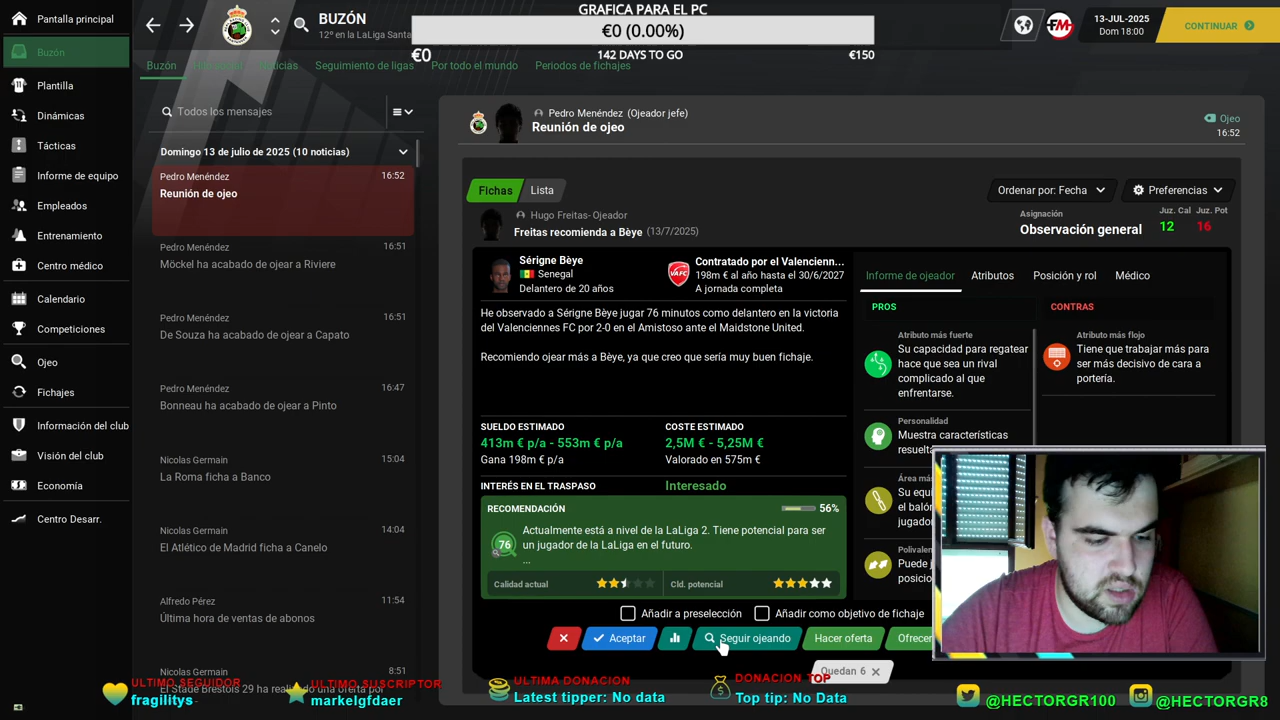 Pantalla principal
Buzón
Plantilla
Dinámicas
Tácticas
Informe de equipo
Empleados
Entrenamiento
Centro médico
Calendario
Competiciones
Ojeo
Fichajes
Información del club
Visión del club
Economía
Centro Desarr.
BUZÓN
12º en la LaLiga Santa
GRAFICA PARA EL PC
€0 (0.00%)
€0
142 DAYS TO GO
€150
13-JUL-2025
Dom 18:00
CONTINUAR
Buzón
Noticias
Seguimiento de ligas
Por todo el mundo
Periodos de fichajes
Todos los mensajes
Domingo 13 de julio de 2025 (10 noticias)
Pedro Menéndez 16:52
Reunión de ojeo
Pedro Menéndez 16:51
Möckel ha acabado de ojear a Riviere
Pedro Menéndez 16:51
De Souza ha acabado de ojear a Capato
Pedro Menéndez 16:47
Bonneau ha acabado de ojear a Pinto
Nicolas Germain 15:04
La Roma ficha a Banco
Nicolas Germain 14:04
El Atlético de Madrid ficha a Canelo
Alfredo Pérez 11:54
Última hora de ventas de abonos
Nicolas Germain 8:51
El Stade Brestois 29 ha realizado una oferta por
Pedro Menéndez (Ojeador jefe)
Reunión de ojeo
Ojeo
16:52
Fichas
Lista
Ordenar por: Fecha
Preferencias
Hugo Freitas- Ojeador
Freitas recomienda a Bèye (13/7/2025)
Asignación
Observación general
Juz. Cal Juz. Pot
12 16
Sérigne Bèye
Senegal
Delantero de 20 años
Contratado por el Valencienn...
198m € al año hasta el 30/6/2027
A jornada completa
VAFC
He observado a Sérigne Bèye jugar 76 minutos como delantero en la victoria
del Valenciennes FC por 2-0 en el Amistoso ante el Maidstone United.
Recomiendo ojear más a Bèye, ya que creo que sería muy buen fichaje.
SUELDO ESTIMADO
413m € p/a - 553m € p/a
Gana 198m € p/a
COSTE ESTIMADO
2,5M € - 5,25M €
Valorado en 575m €
INTERÉS EN EL TRASPASO
Interesado
RECOMENDACIÓN
56%
76
Actualmente está a nivel de la LaLiga 2. Tiene potencial para ser
un jugador de la LaLiga en el futuro.
...
Calidad actual
Cld. potencial
Informe de ojeador
Atributos
Posición y rol
Médico
PROS
Atributo más fuerte
Su capacidad para regatear
hace que sea un rival
complicado al que
enfrentarse.
Personalidad
Muestra características
CONTRAS
Atributo más flojo
Tiene que trabajar más para
ser más decisivo de cara a
portería.
Añadir a preselección
Añadir como objetivo de fichaje
Aceptar
Seguir ojeando
Hacer oferta
Quedan 6
ULTIMO SEGUIDOR
fragilitys
ULTIMO SUSCRIPTOR
markelgfdaer
ULTIMA DONACION
Latest tipper: No data
DONACION TOP
Top tip: No Data
@HECTORGR100
@HECTORGR8